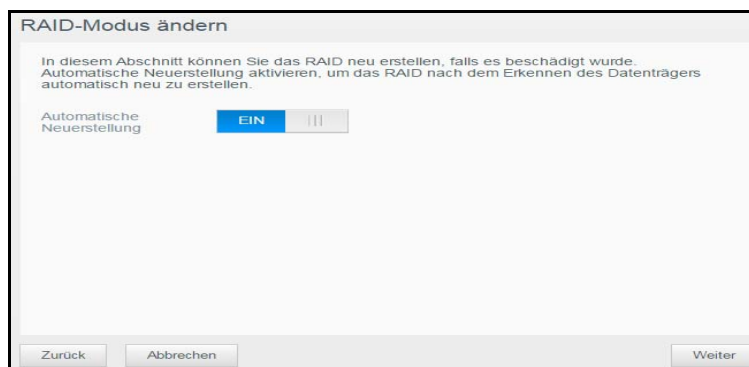 RAID-Modus ändern
In diesem Abschnitt können Sie das RAID neu erstellen, falls es beschädigt wurde.
Automatische Neuerstellung aktivieren, um das RAID nach dem Erkennen des Datenträgers
automatisch neu zu erstellen.
Automatische
Neuerstellung
EIN
Zurück
Abbrechen
Weiter